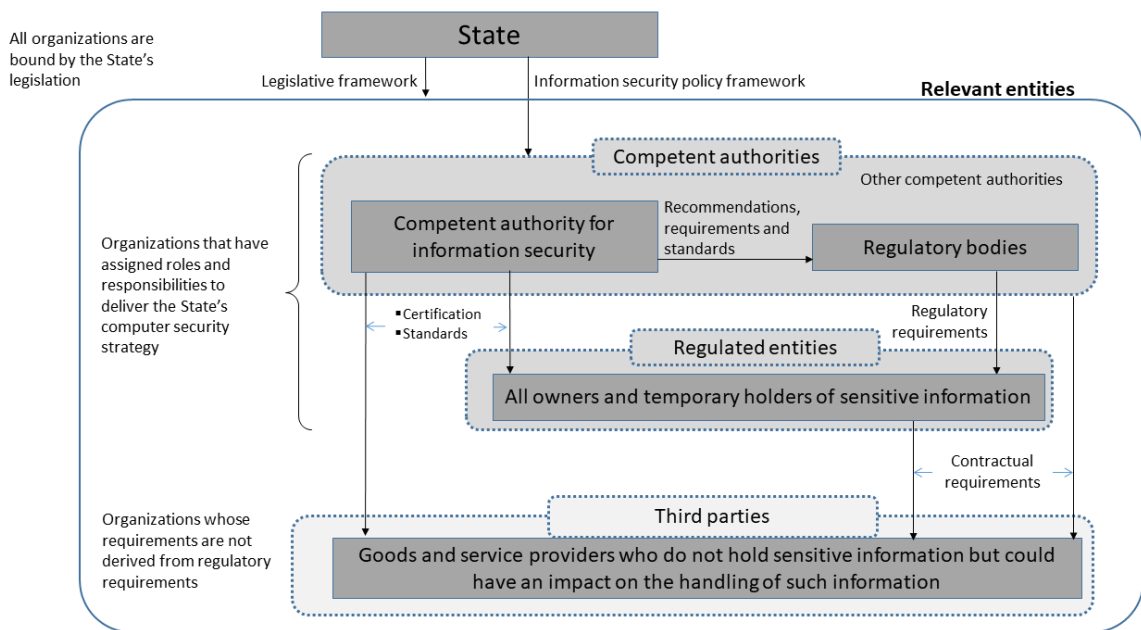 State
All organizations are
bound by the State's
legislation
Legislative framework
Information security policy framework
Relevant entities
Competent authorities
Other competent authorities
Competent authority for
information security
Recommendations,
requirements and
standards
Regulatory bodies
Organizations that have
assigned roles and
responsibilities to
deliver the State's
computer security
strategy
▪ Certification
▪ Standards
Regulatory
requirements
Regulated entities
All owners and temporary holders of sensitive information
Contractual
requirements
Organizations whose
requirements are not
derived from regulatory
requirements
Third parties
Goods and service providers who do not hold sensitive information but could
have an impact on the handling of such information